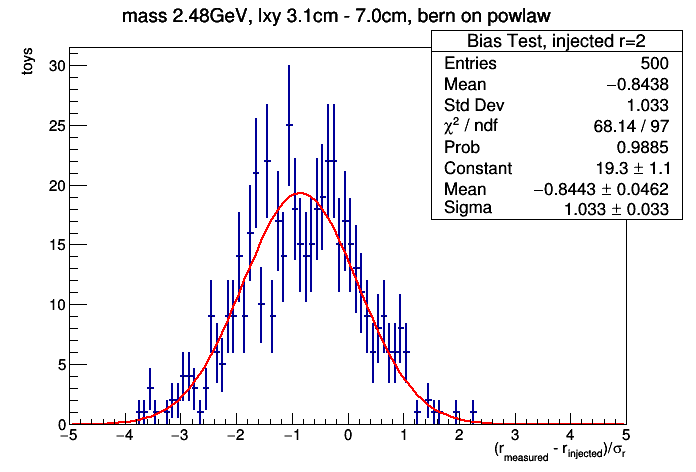 mass 2.48GeV, lxy 3.1cm - 7.0cm, bern on powlaw
toys
Bias Test, injected r=2
Entries 500
Mean −0.8438
Std Dev 1.033
χ² / ndf 68.14 / 97
Prob 0.9885
Constant 19.3 ± 1.1
Mean −0.8443 ± 0.0462
Sigma 1.033 ± 0.033
30
25
20
15
10
5
0
−5 −4 −3 −2 −1 0 1 2 3 4 5
(r_measured - r_injected)/σ_r